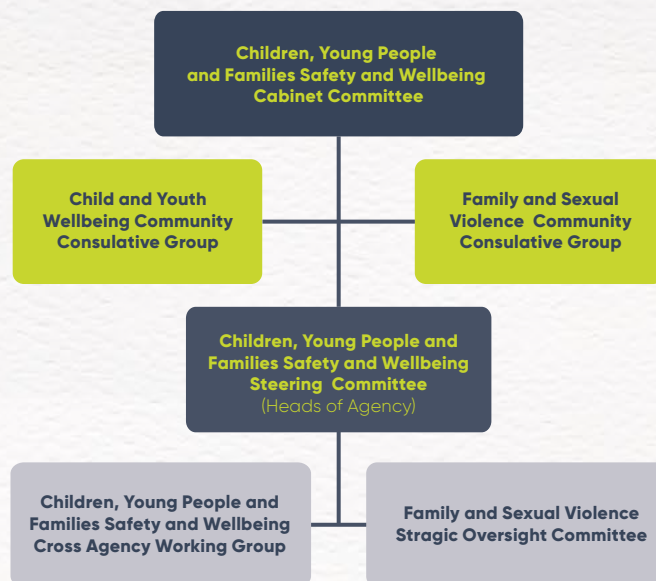 Children, Young People
and Families Safety and Wellbeing
Cabinet Committee
Child and Youth
Wellbeing Community
Consulative Group
Family and Sexual
Violence Community
Consulative Group
Children, Young People and
Families Safety and Wellbeing
Steering Committee
(Heads of Agency)
Children, Young People and
Families Safety and Wellbeing
Cross Agency Working Group
Family and Sexual Violence
Stragic Oversight Committee